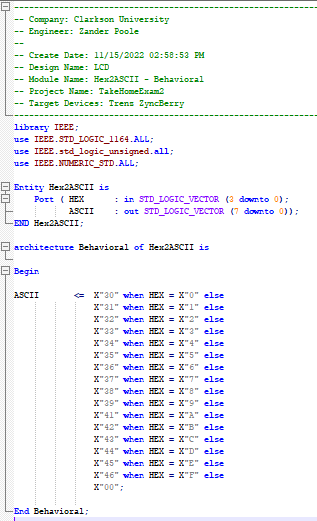 ----------------------------------------------------------------
-- Company: Clarkson University
-- Engineer: Zander Poole
--
-- Create Date: 11/15/2022 02:58:53 PM
-- Design Name: LCD
-- Module Name: Hex2ASCII - Behavioral
-- Project Name: TakeHomeExam2
-- Target Devices: Trenz ZyncBerry
----------------------------------------------------------------
library IEEE;
use IEEE.STD_LOGIC_1164.ALL;
use IEEE.std_logic_unsigned.all;
use IEEE.NUMERIC_STD.ALL;
Entity Hex2ASCII is
Port ( HEX : in STD_LOGIC_VECTOR (3 downto 0);
ASCII : out STD_LOGIC_VECTOR (7 downto 0));
END Hex2ASCII;
architecture Behavioral of Hex2ASCII is
Begin
ASCII <= X"30" when HEX = X"0" else
X"31" when HEX = X"1" else
X"32" when HEX = X"2" else
X"33" when HEX = X"3" else
X"34" when HEX = X"4" else
X"35" when HEX = X"5" else
X"36" when HEX = X"6" else
X"37" when HEX = X"7" else
X"38" when HEX = X"8" else
X"39" when HEX = X"9" else
X"41" when HEX = X"A" else
X"42" when HEX = X"B" else
X"43" when HEX = X"C" else
X"44" when HEX = X"D" else
X"45" when HEX = X"E" else
X"46" when HEX = X"F" else
X"00";
End Behavioral;